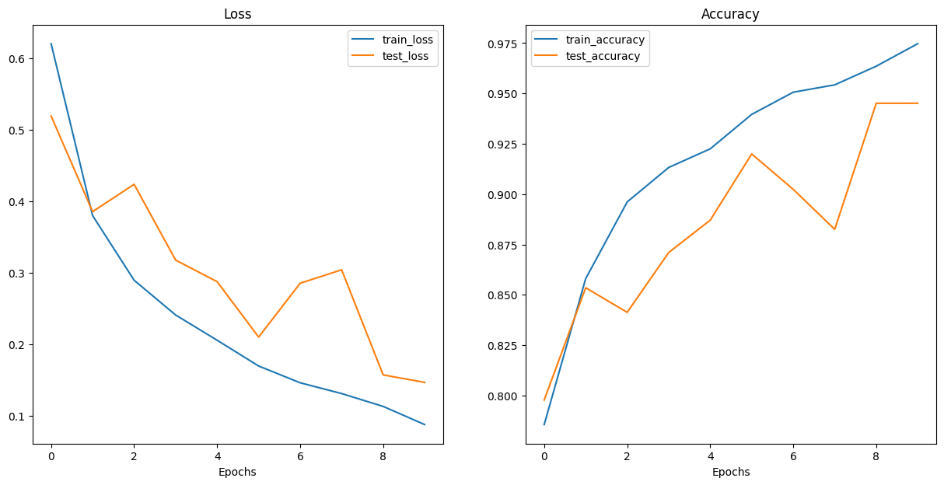 Loss
0.6
0.5
0.4
0.3
0.2
0.1
train_loss
test_loss
0 2 4 6 8
Epochs
Accuracy
0.975
0.950
0.925
0.900
0.875
0.850
0.825
0.800
train_accuracy
test_accuracy
0 2 4 6 8
Epochs